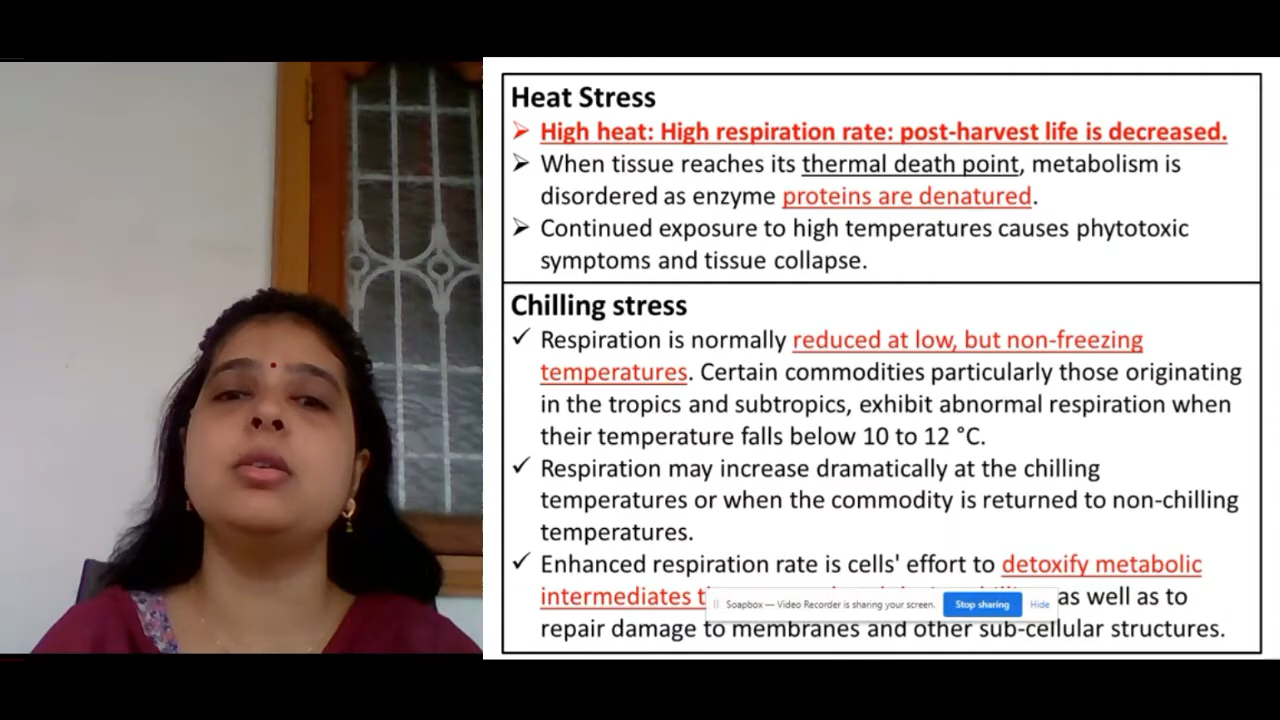 Heat Stress
➢ High heat: High respiration rate: post-harvest life is decreased.
➢ When tissue reaches its thermal death point, metabolism is
disordered as enzyme proteins are denatured.
➢ Continued exposure to high temperatures causes phytotoxic
symptoms and tissue collapse.
Chilling stress
✓ Respiration is normally reduced at low, but non-freezing
temperatures. Certain commodities particularly those originating
in the tropics and subtropics, exhibit abnormal respiration when
their temperature falls below 10 to 12 °C.
✓ Respiration may increase dramatically at the chilling
temperatures or when the commodity is returned to non-chilling
temperatures.
✓ Enhanced respiration rate is cells' effort to detoxify metabolic
intermediates as well as to
Soapbox — Video Recorder is sharing your screen. Stop sharing Hide
repair damage to membranes and other sub-cellular structures.